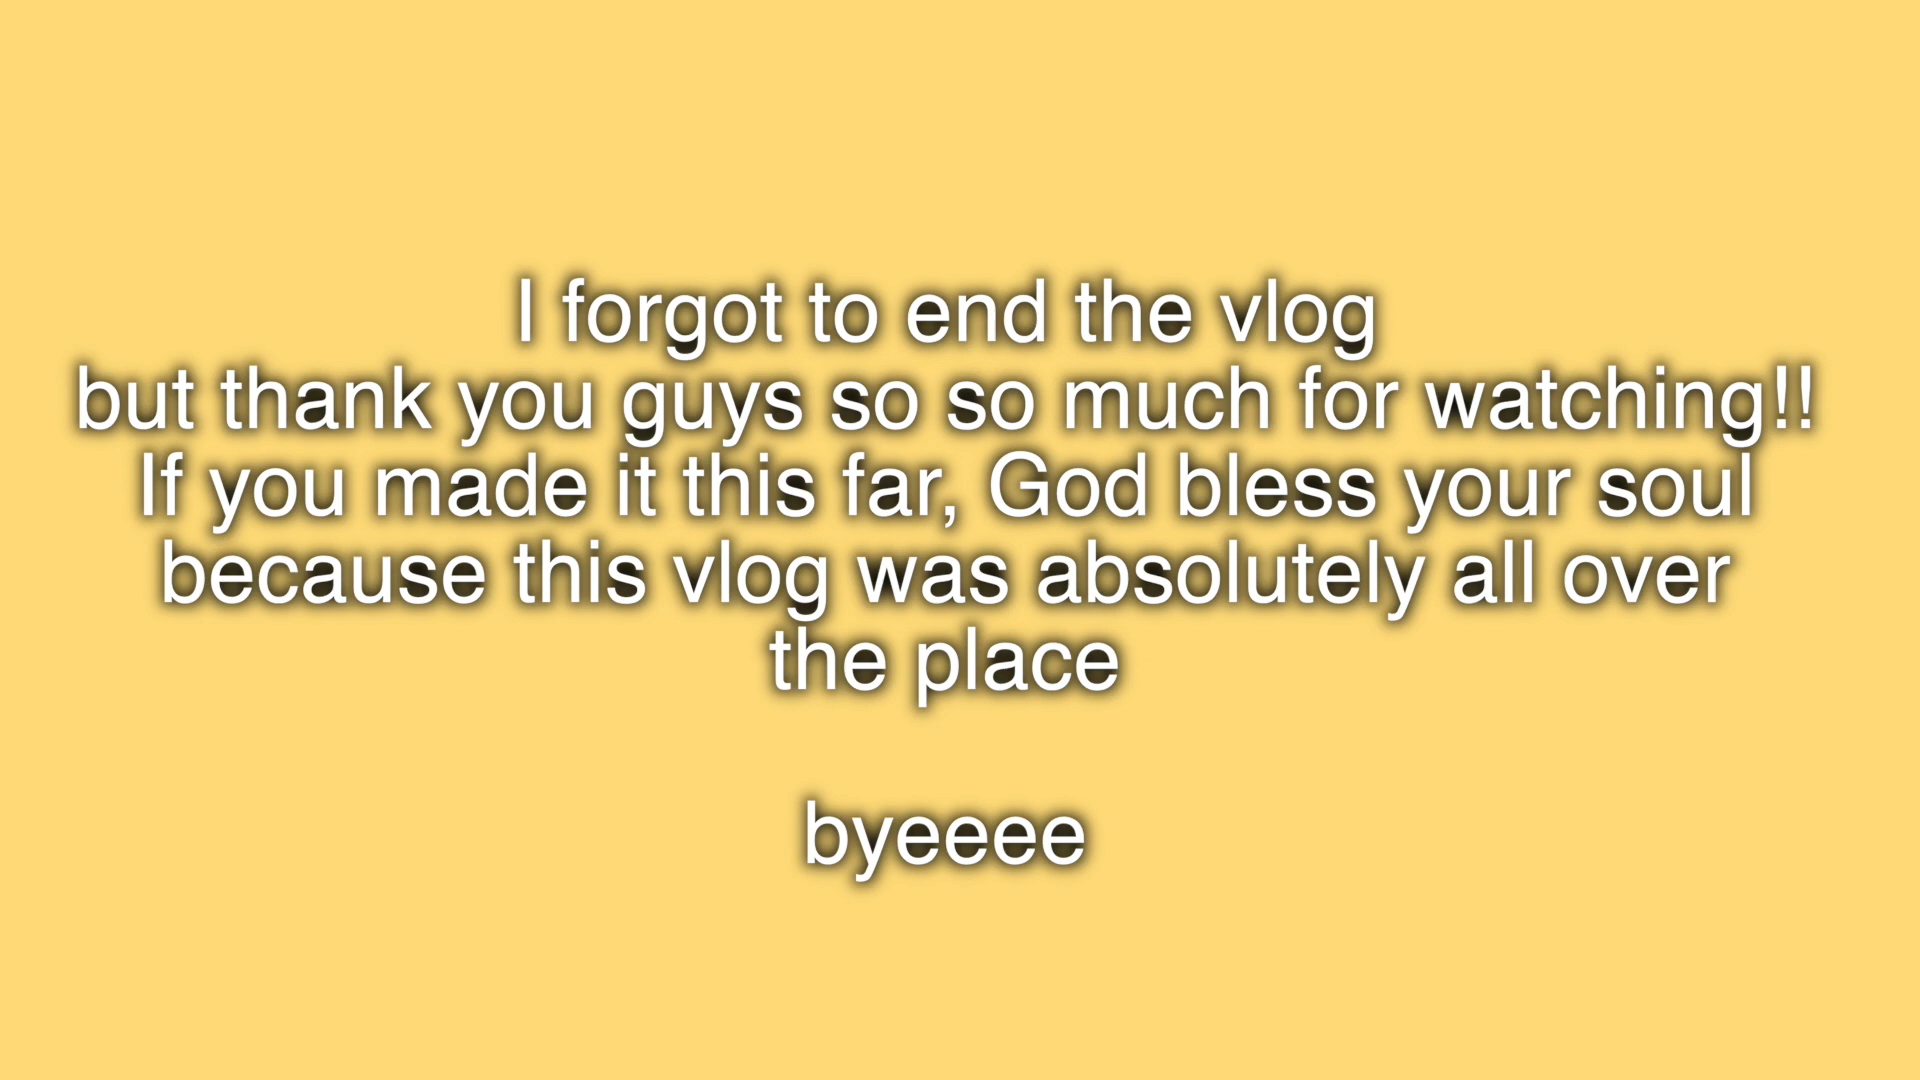 I forgot to end the vlog
but thank you guys so so much for watching!!
If you made it this far, God bless your soul
because this vlog was absolutely all over
the place
byeeee